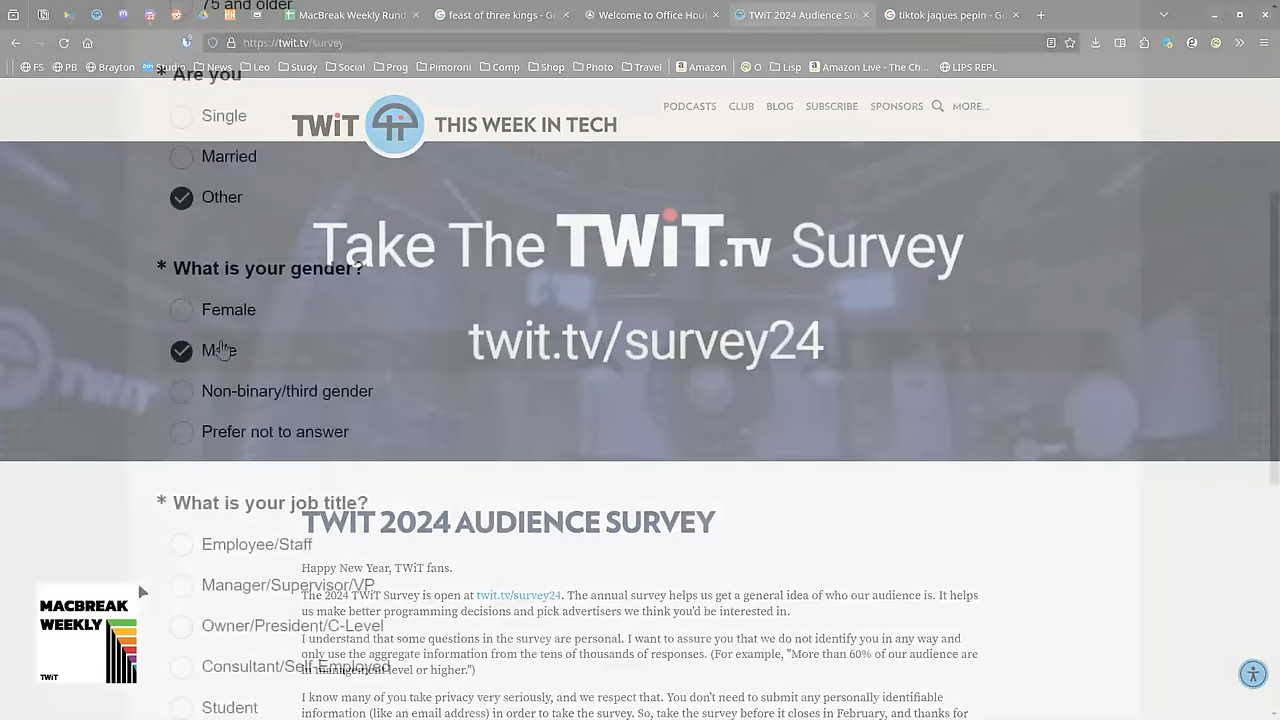 75 and older
MacBreak Weekly Rund
feast of three kings - Go
Welcome to Office Hour
TWiT 2024 Audience Su
tiktok jaques pepin - Go
https://twit.tv/survey
FS
PB
Brayton
Studio
News
Leo
Study
Social
Prog
Pimoroni
Comp
Shop
Photo
Travel
Amazon
O
Lisp
Amazon Live - The Ch...
LIPS REPL
* Are you
Single
Married
Other
TWiT
THIS WEEK IN TECH
PODCASTS
CLUB
BLOG
SUBSCRIBE
SPONSORS
MORE...
Take The TWiT.TV Survey
twit.tv/survey24
TWiT
* What is your gender?
Female
Male
Non-binary/third gender
Prefer not to answer
* What is your job title?
Employee/Staff
Manager/Supervisor/VP
Owner/President/C-Level
Consultant/Self-Employed
Student
TWIT 2024 AUDIENCE SURVEY
Happy New Year, TWiT fans.
The 2024 TWiT Survey is open at twit.tv/survey24. The annual survey helps us get a general idea of who our audience is. It helps
us make better programming decisions and pick advertisers we think you'd be interested in.
I understand that some questions in the survey are personal. I want to assure you that we do not identify you in any way and
only use the aggregate information from the tens of thousands of responses. (For example, "More than 60% of our audience are
in management level or higher.")
I know many of you take privacy very seriously, and we respect that. You don't need to submit any personally identifiable
information (like an email address) in order to take the survey. So, take the survey before it closes in February, and thanks for
MACBREAK
WEEKLY
TWiT